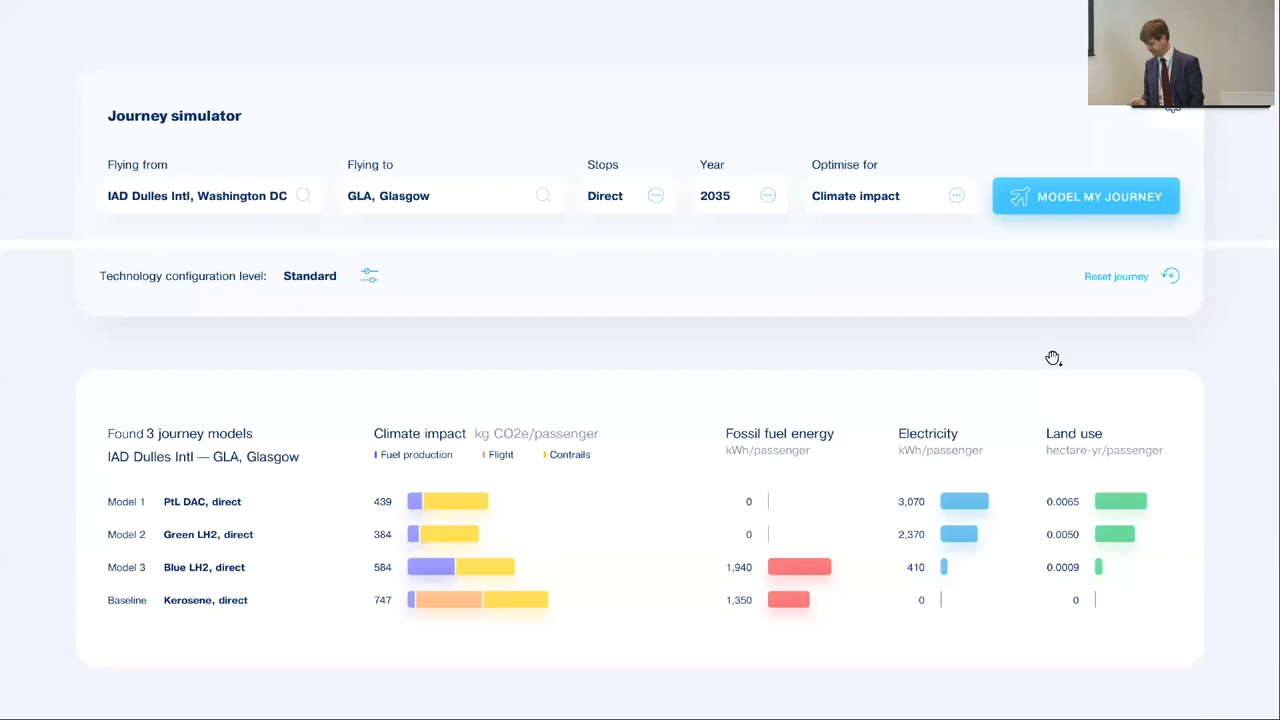 Journey simulator
Flying from Flying to Stops Year Optimise for
IAD Dulles Intl, Washington DC GLA, Glasgow Direct 2035 Climate impact MODEL MY JOURNEY
Technology configuration level: Standard Reset journey
Found 3 journey models Climate impact kg CO2e/passenger Fossil fuel energy Electricity Land use
IAD Dulles Intl — GLA, Glasgow Fuel production Flight Contrails kWh/passenger kWh/passenger hectare-yr/passenger
Model 1 PtL DAC, direct 439 0 3,070 0.0065
Model 2 Green LH2, direct 384 0 2,370 0.0050
Model 3 Blue LH2, direct 584 1,940 410 0.0009
Baseline Kerosene, direct 747 1,350 0 0